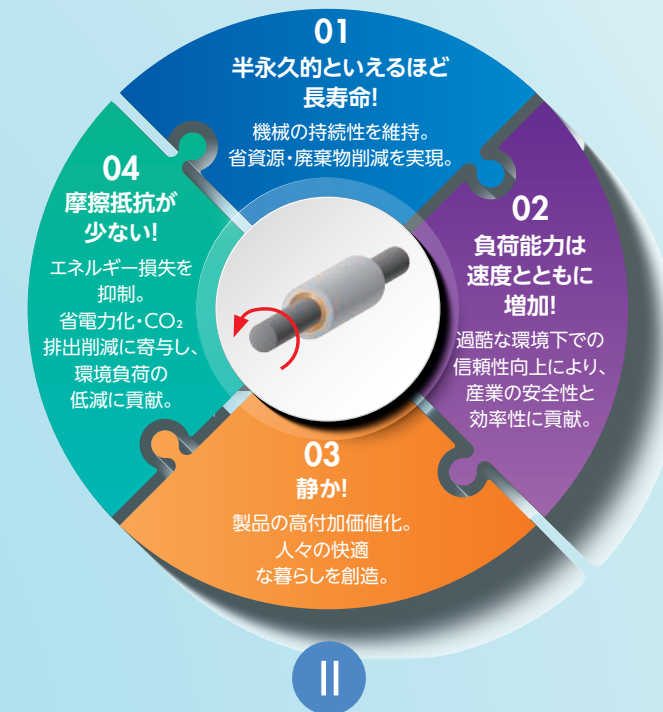 01
半永久的といえるほど
長寿命!
機械の持続性を維持。
省資源・廃棄物削減を実現。
02
負荷能力は
速度とともに
増加!
過酷な環境下での
信頼性向上により、
産業の安全性と
効率性に貢献。
03
静か!
製品の高付加価値化。
人々の快適
な暮らしを創造。
04
摩擦抵抗が
少ない!
エネルギー損失を
抑制。
省電力化・CO₂
排出削減に寄与し、
環境負荷の
低減に貢献。
||